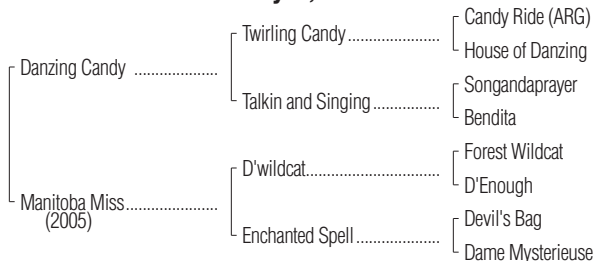 Candy Ride (ARG)
Twirling Candy
House of Danzing
Danzing Candy
Songandaprayer
Talkin and Singing
Bendita
Forest Wildcat
D'wildcat
D'Enough
Manitoba Miss
(2005)
Devil's Bag
Enchanted Spell
Dame Mysterieuse